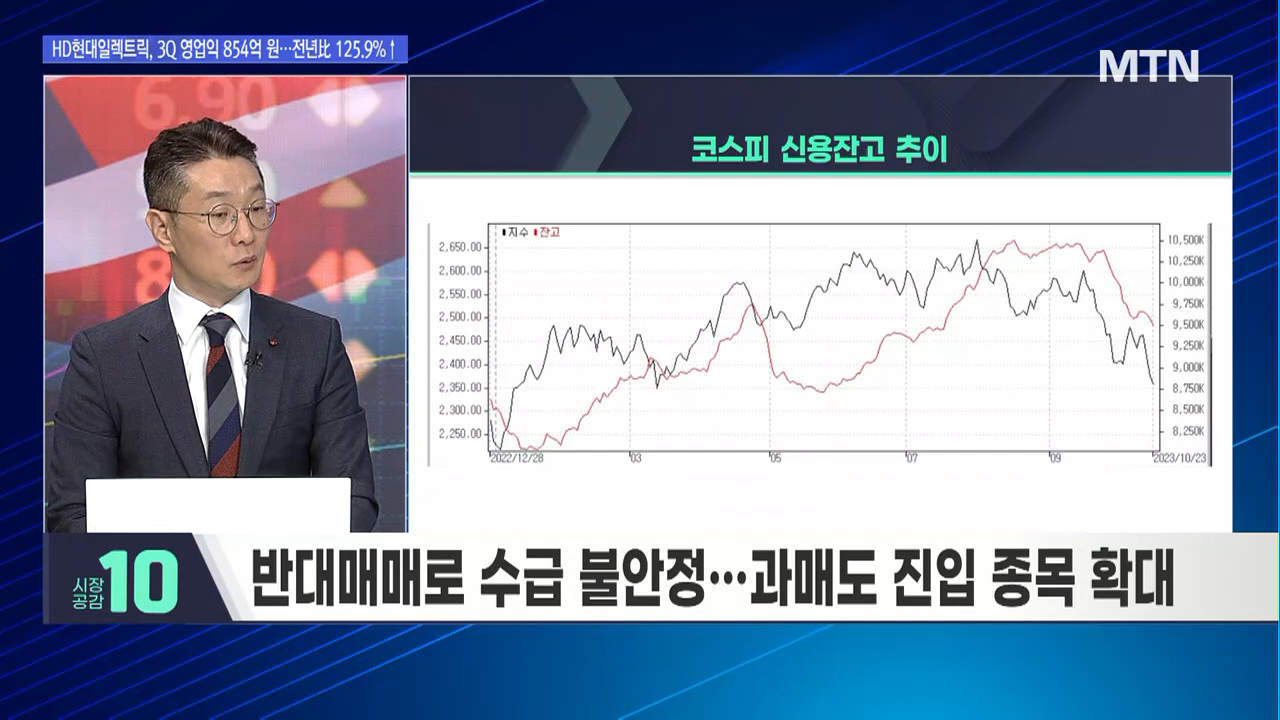 HD현대일렉트릭, 3Q 영업익 854억 원…전년比 125.9%↑
MTN
6.90
코스피 신용잔고 추이
지수 잔고
2,650.00
2,600.00
2,550.00
2,500.00
2,450.00
2,400.00
2,350.00
2,300.00
2,250.00
10,500K
10,250K
10,000K
9,750K
9,500K
9,250K
9,000K
8,750K
8,500K
8,250K
2022/12/28 03 05 07 09 2023/10/23
시장
공감 10
반대매매로 수급 불안정…과매도 진입 종목 확대